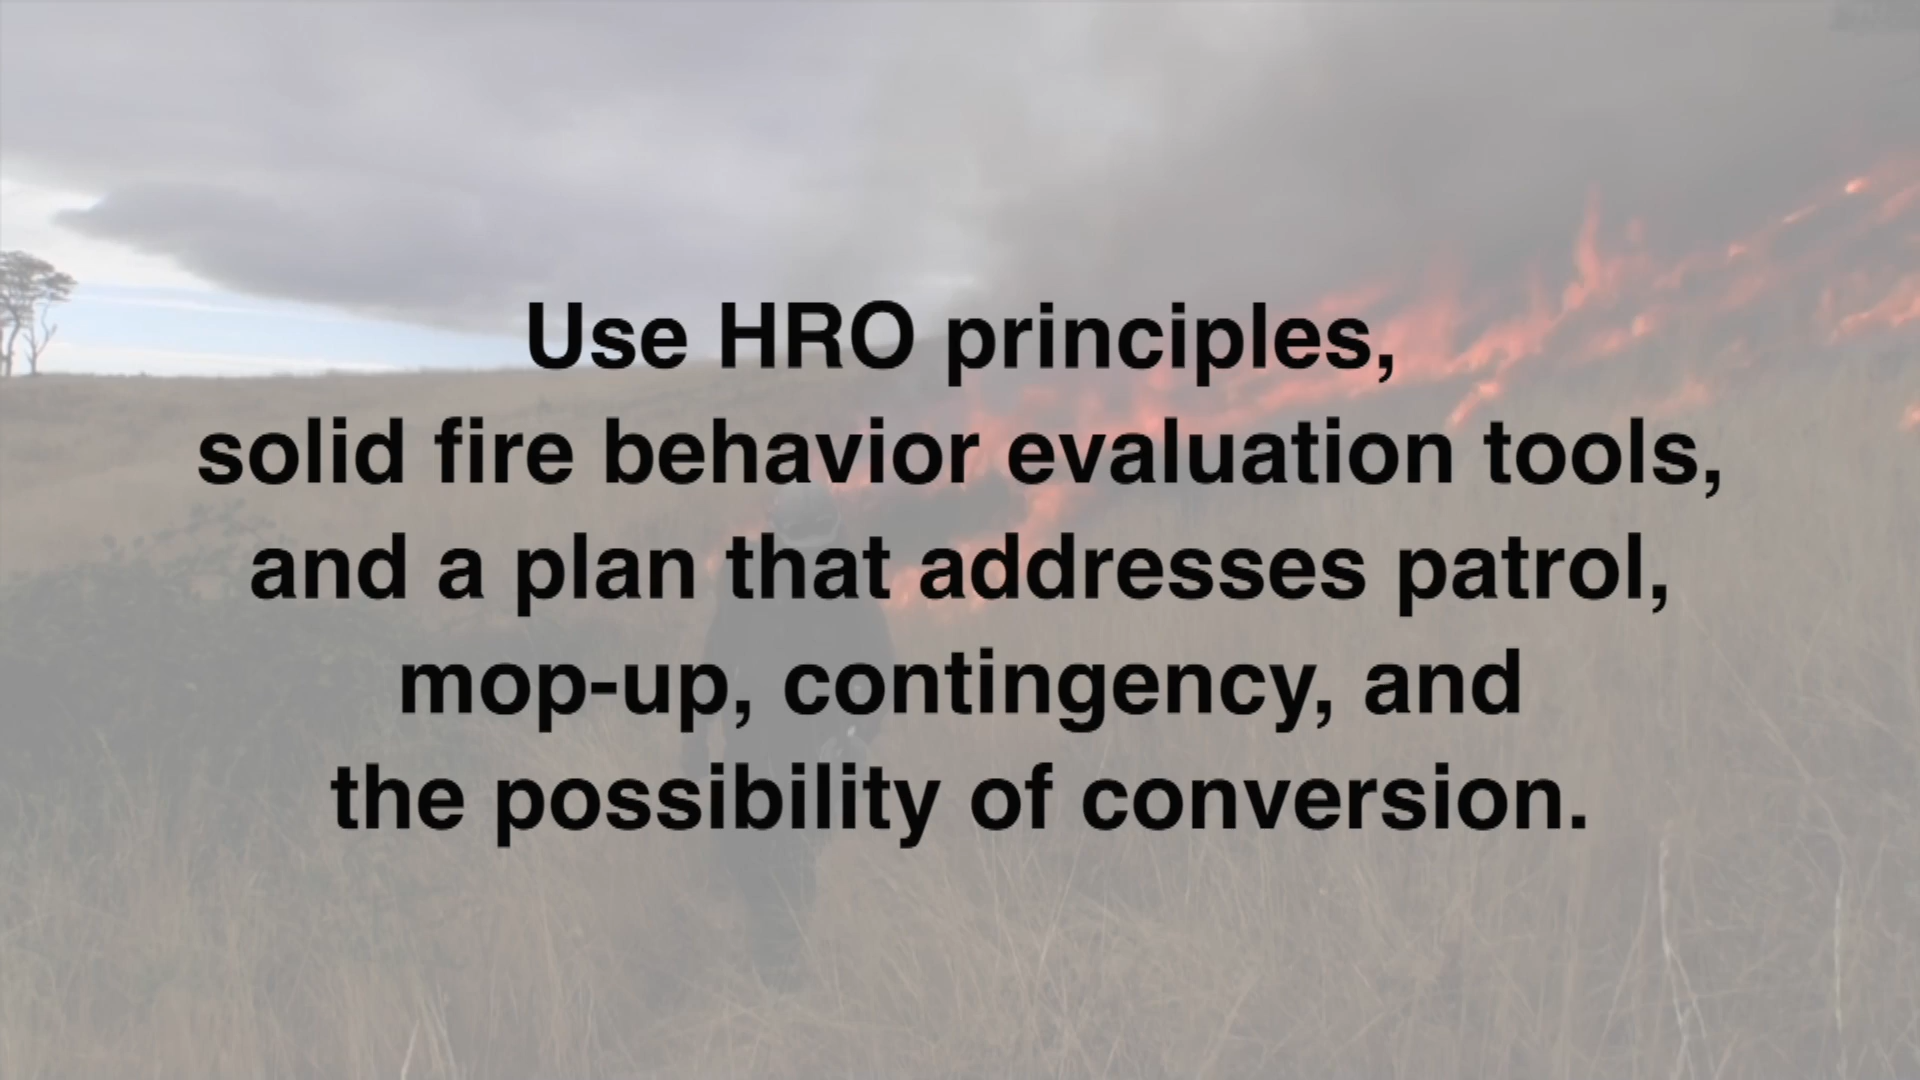 Use HRO principles,
solid fire behavior evaluation tools,
and a plan that addresses patrol,
mop-up, contingency, and
the possibility of conversion.